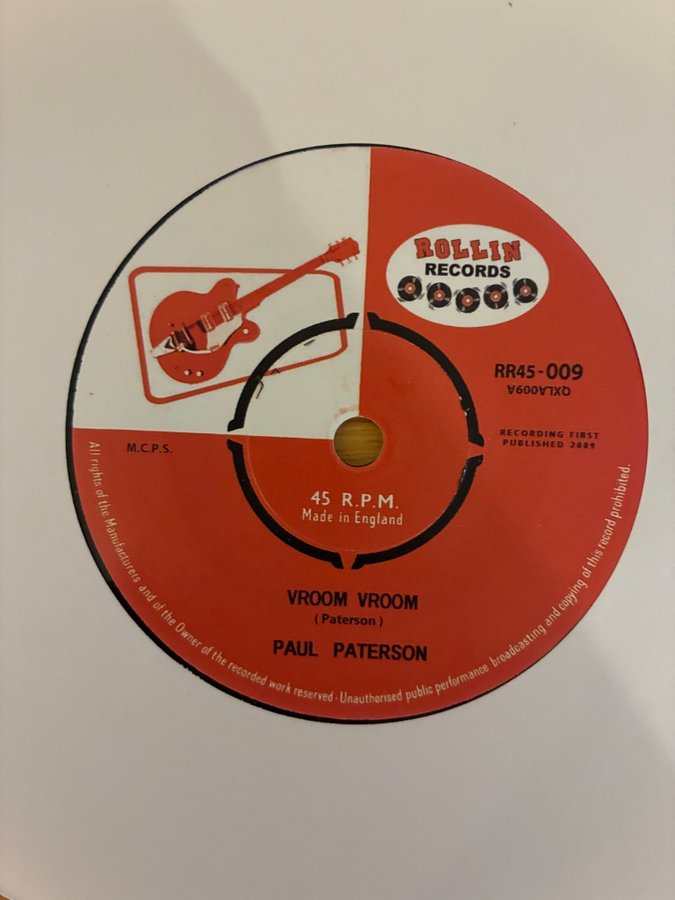 ROLLIN
RECORDS
RR45-009
QXLA009A
M.C.P.S.
RECORDING FIRST
PUBLISHED 2009
45 R.P.M.
Made in England
VROOM VROOM
(Paterson)
PAUL PATERSON
All rights of the Manufacturers and of the Owner of the recorded work reserved · Unauthorised public performance broadcasting and copying of this record prohibited.